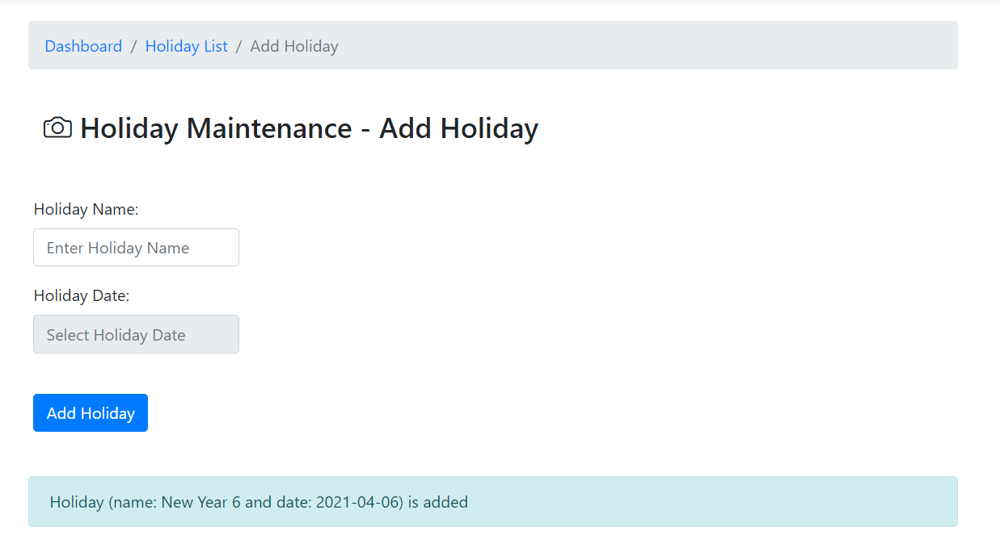 Dashboard / Holiday List / Add Holiday
Holiday Maintenance - Add Holiday
Holiday Name:
Enter Holiday Name
Holiday Date:
Select Holiday Date
Add Holiday
Holiday (name: New Year 6 and date: 2021-04-06) is added